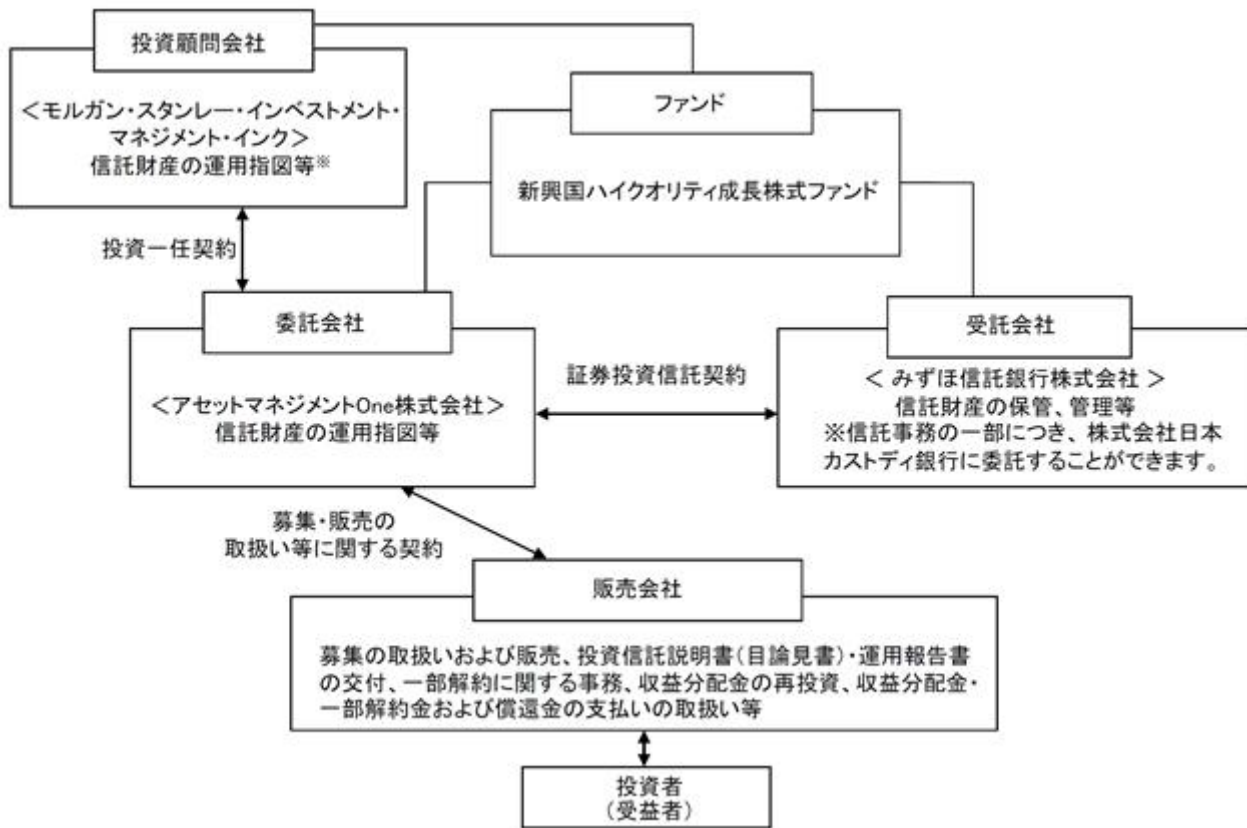 投資顧問会社
<モルガン・スタンレー・インベストメント・
マネジメント・インク>
信託財産の運用指図等※
ファンド
新興国ハイクオリティ成長株式ファンド
投資一任契約
委託会社
<アセットマネジメントOne株式会社>
信託財産の運用指図等
証券投資信託契約
受託会社
< みずほ信託銀行株式会社 >
信託財産の保管、管理等
※信託事務の一部につき、株式会社日本
カストディ銀行に委託することができます。
募集・販売の
取扱い等に関する契約
販売会社
募集の取扱いおよび販売、投資信託説明書(目論見書)・運用報告書
の交付、一部解約に関する事務、収益分配金の再投資、収益分配金・
一部解約金および償還金の支払いの取扱い等
投資者
(受益者)